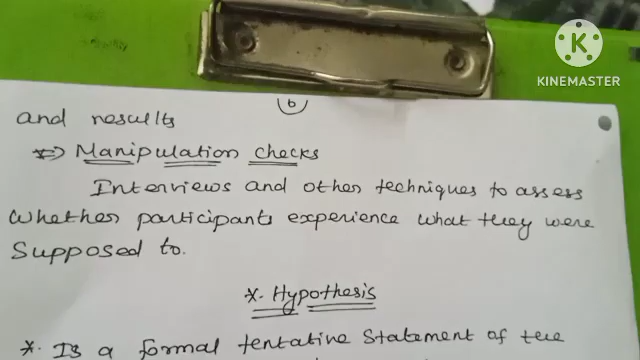 6
and results
*=> Manipulation checks
Interviews and other techniques to assess
whether participants experience what they were
supposed to.
*. Hypothesis
*. Is a formal tentative statement of the
K
KINEMASTER